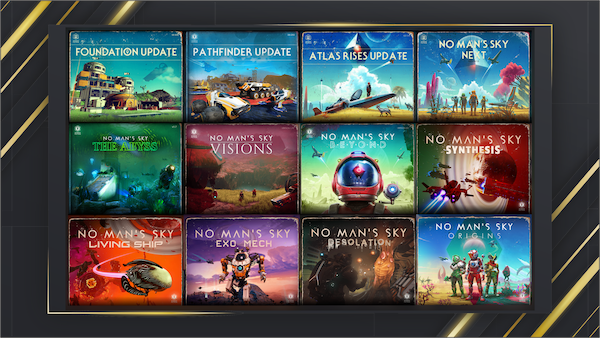 FOUNDATION UPDATE
PATHFINDER UPDATE
ATLAS RISES UPDATE
NO MAN'S SKY
NEXT
NO MAN'S SKY
THE ABYSS
NO MAN'S SKY
VISIONS
NO MAN'S SKY
BEYOND
NO MAN'S SKY
SYNTHESIS
NO MAN'S SKY
LIVING SHIP
NO MAN'S SKY
EXO MECH
NO MAN'S SKY
DESOLATION
NO MAN'S SKY
ORIGINS